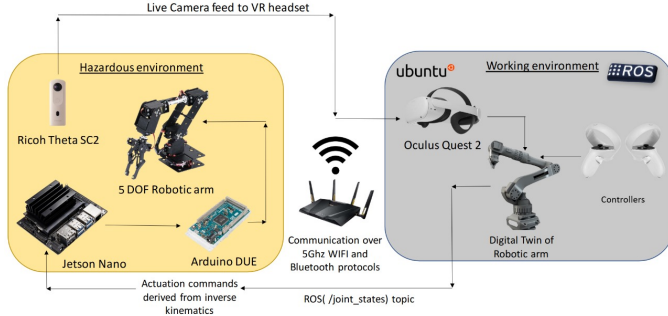 Live Camera feed to VR headset
Hazardous environment
Ricoh Theta SC2
5 DOF Robotic arm
Jetson Nano
Arduino DUE
Actuation commands
derived from inverse
kinematics
Communication over
5Ghz WIFI and
Bluetooth protocols
ROS( /joint_states) topic
ubuntu
Working environment
ROS
Oculus Quest 2
Controllers
Digital Twin of
Robotic arm